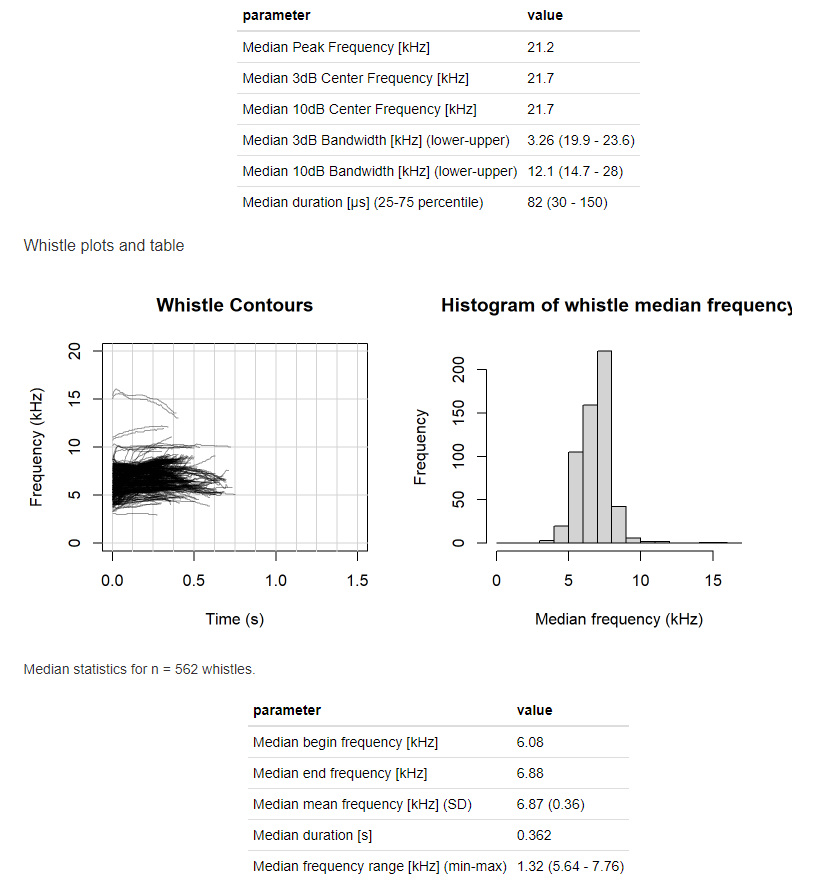 parameter value
Median Peak Frequency [kHz] 21.2
Median 3dB Center Frequency [kHz] 21.7
Median 10dB Center Frequency [kHz] 21.7
Median 3dB Bandwidth [kHz] (lower-upper) 3.26 (19.9 - 23.6)
Median 10dB Bandwidth [kHz] (lower-upper) 12.1 (14.7 - 28)
Median duration [µs] (25-75 percentile) 82 (30 - 150)
Whistle plots and table
Whistle Contours
Frequency (kHz)
20
15
10
5
0
0.0 0.5 1.0 1.5
Time (s)
Histogram of whistle median frequency
Frequency
200
150
100
50
0
0 5 10 15
Median frequency (kHz)
Median statistics for n = 562 whistles.
parameter value
Median begin frequency [kHz] 6.08
Median end frequency [kHz] 6.88
Median mean frequency [kHz] (SD) 6.87 (0.36)
Median duration [s] 0.362
Median frequency range [kHz] (min-max) 1.32 (5.64 - 7.76)